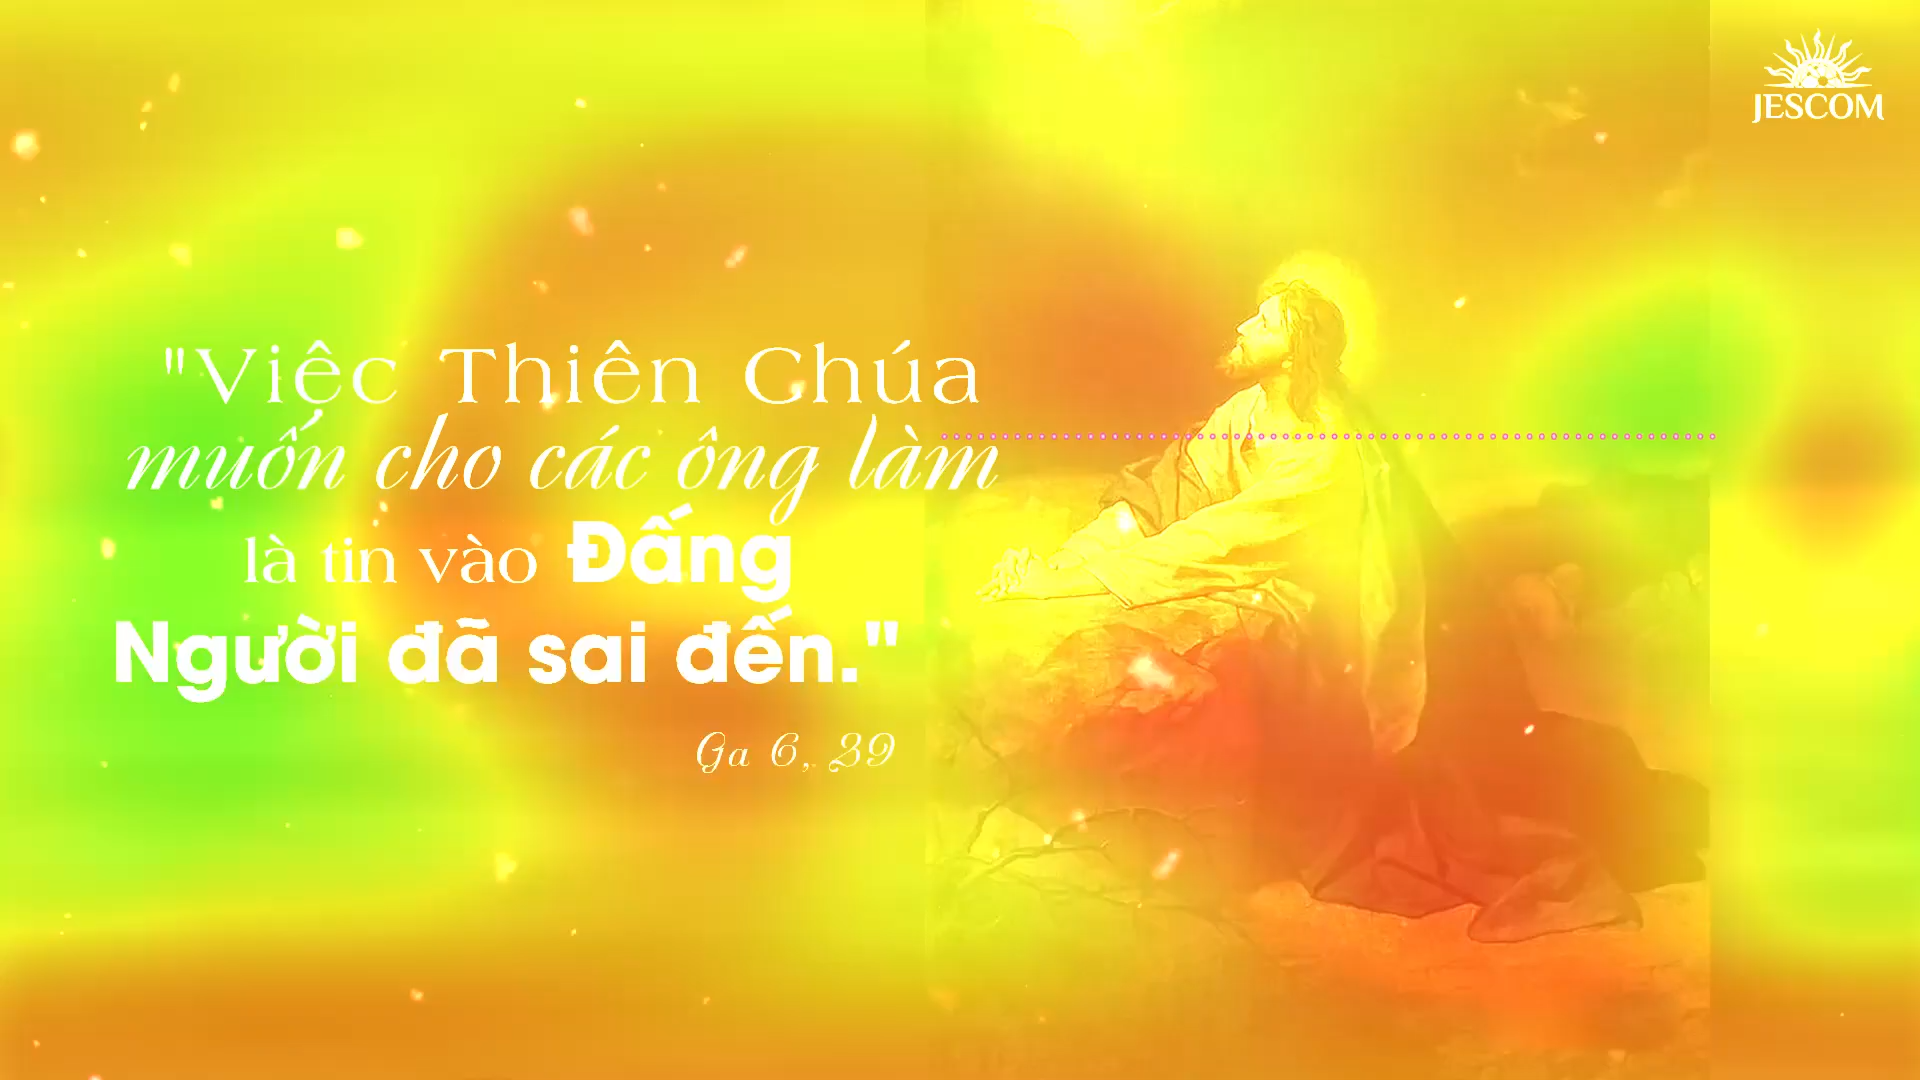 JESCOM
"Việc Thiên Chúa
muốn cho các ông làm
là tin vào Đấng
Người đã sai đến."
Ga 6, 29